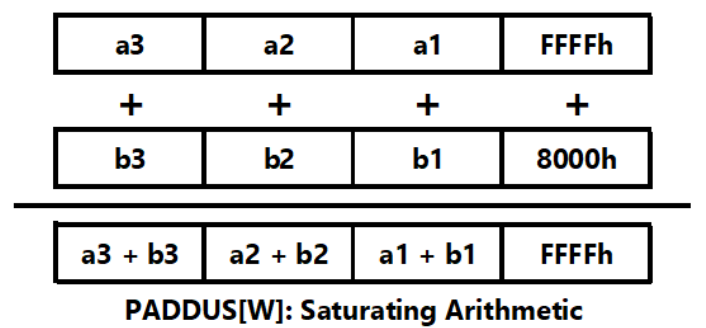 a3 a2 a1 FFFFh
+ + + +
b3 b2 b1 8000h
a3 + b3 a2 + b2 a1 + b1 FFFFh
PADDUS[W]: Saturating Arithmetic